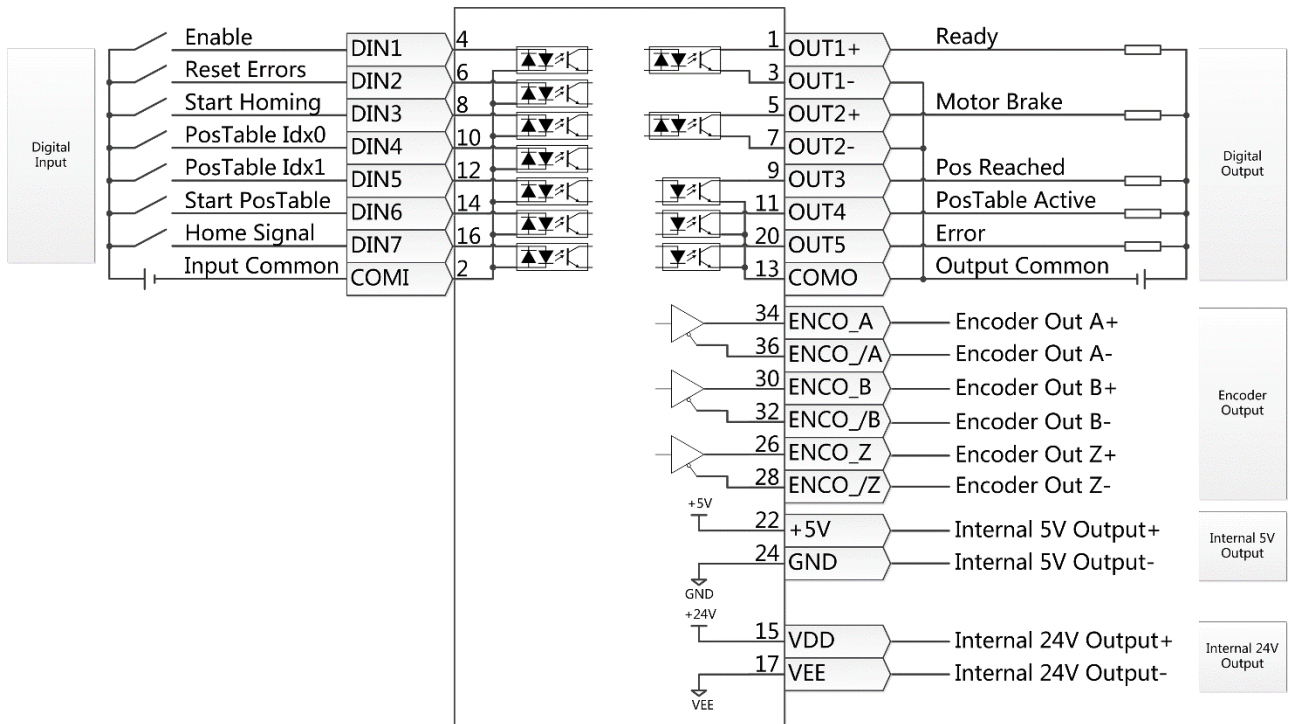 Digital
Input
Enable
DIN1
4
Reset Errors
DIN2
6
Start Homing
DIN3
8
PosTable Idx0
DIN4
10
PosTable Idx1
DIN5
12
Start PosTable
DIN6
14
Home Signal
DIN7
16
Input Common
COMI
2
1
OUT1+
Ready
3
OUT1-
5
OUT2+
Motor Brake
7
OUT2-
9
OUT3
Pos Reached
11
OUT4
PosTable Active
20
OUT5
Error
13
COMO
Output Common
Digital
Output
34
ENCO_A
Encoder Out A+
36
ENCO_/A
Encoder Out A-
30
ENCO_B
Encoder Out B+
32
ENCO_/B
Encoder Out B-
26
ENCO_Z
Encoder Out Z+
28
ENCO_/Z
Encoder Out Z-
Encoder
Output
+5V
22
+5V
Internal 5V Output+
24
GND
Internal 5V Output-
GND
Internal 5V
Output
+24V
15
VDD
Internal 24V Output+
17
VEE
Internal 24V Output-
VEE
Internal 24V
Output